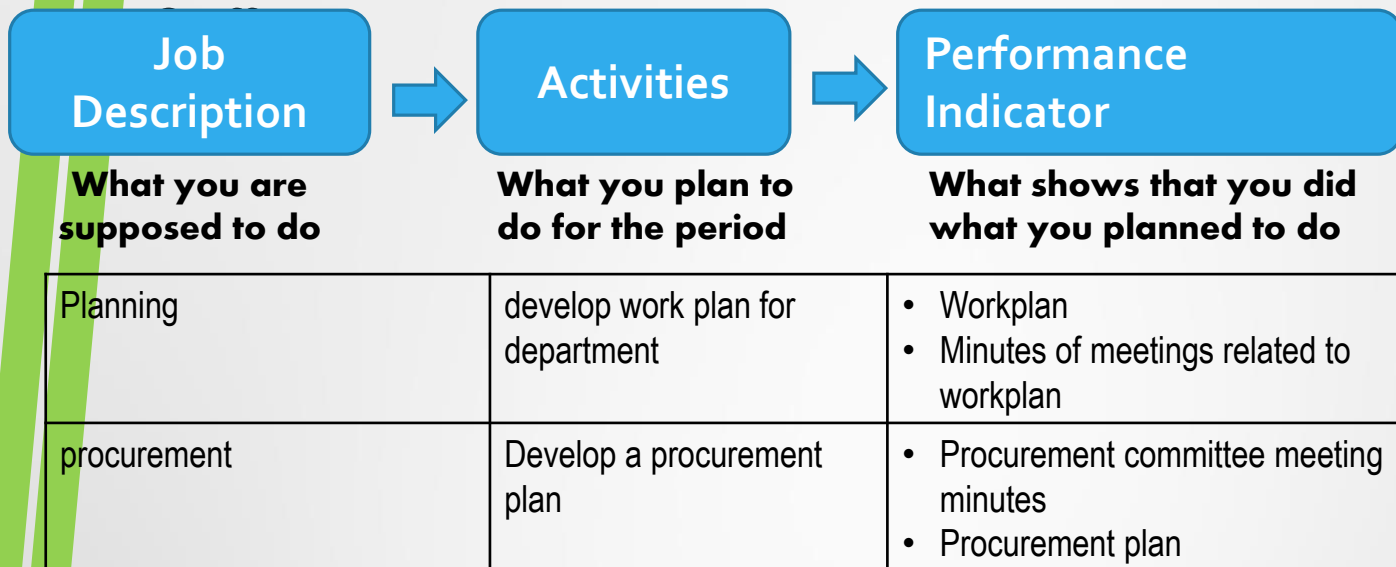 Job
Description
Activities
Performance
Indicator
What you are
supposed to do
What you plan to
do for the period
What shows that you did
what you planned to do
Planning
develop work plan for
department
• Workplan
• Minutes of meetings related to
workplan
procurement
Develop a procurement
plan
• Procurement committee meeting
minutes
• Procurement plan